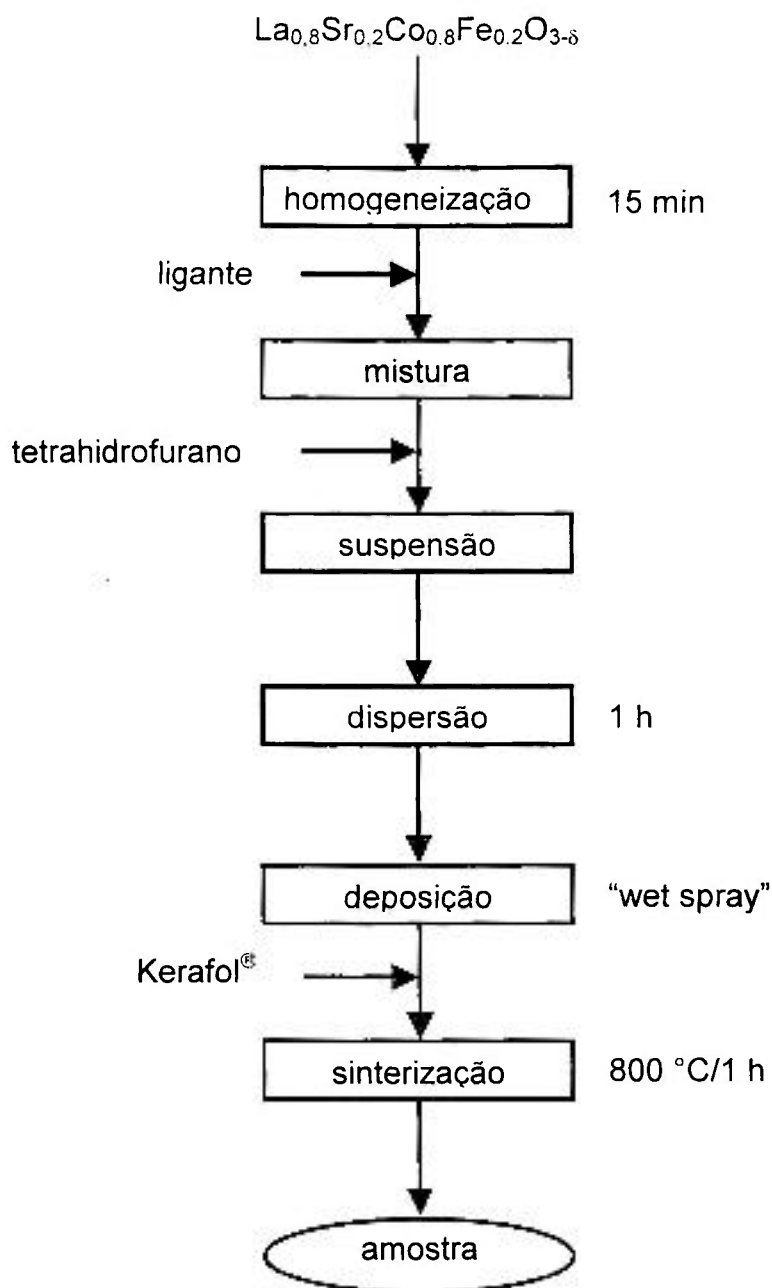 La0,8Sr0,2Co0.8Fe0.2O3-δ
homogeneização 15 min
ligante
mistura
tetrahidrofurano
suspensão
dispersão 1 h
deposição “wet spray”
Kerafol®
sinterização 800 °C/1 h
amostra